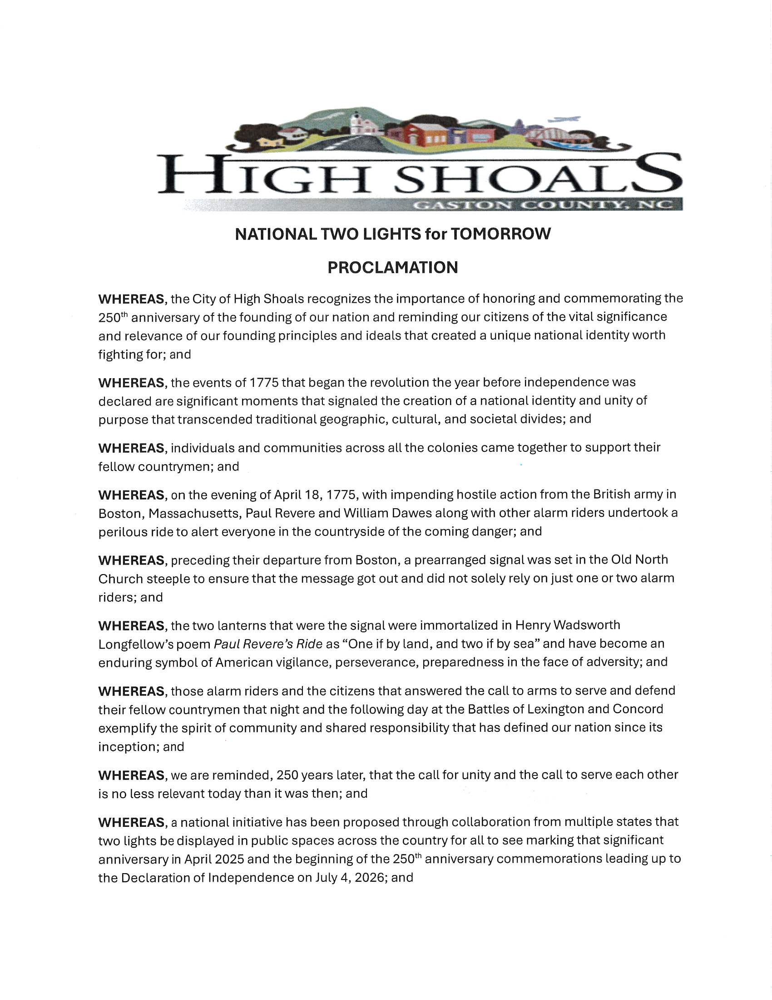 HIGH SHOALS
GASTON COUNTY, NC
NATIONAL TWO LIGHTS for TOMORROW
PROCLAMATION
WHEREAS, the City of High Shoals recognizes the importance of honoring and commemorating the
250th anniversary of the founding of our nation and reminding our citizens of the vital significance
and relevance of our founding principles and ideals that created a unique national identity worth
fighting for; and
WHEREAS, the events of 1775 that began the revolution the year before independence was
declared are significant moments that signaled the creation of a national identity and unity of
purpose that transcended traditional geographic, cultural, and societal divides; and
WHEREAS, individuals and communities across all the colonies came together to support their
fellow countrymen; and
WHEREAS, on the evening of April 18, 1775, with impending hostile action from the British army in
Boston, Massachusetts, Paul Revere and William Dawes along with other alarm riders undertook a
perilous ride to alert everyone in the countryside of the coming danger; and
WHEREAS, preceding their departure from Boston, a prearranged signal was set in the Old North
Church steeple to ensure that the message got out and did not solely rely on just one or two alarm
riders; and
WHEREAS, the two lanterns that were the signal were immortalized in Henry Wadsworth
Longfellow’s poem Paul Revere’s Ride as “One if by land, and two if by sea” and have become an
enduring symbol of American vigilance, perseverance, preparedness in the face of adversity; and
WHEREAS, those alarm riders and the citizens that answered the call to arms to serve and defend
their fellow countrymen that night and the following day at the Battles of Lexington and Concord
exemplify the spirit of community and shared responsibility that has defined our nation since its
inception; and
WHEREAS, we are reminded, 250 years later, that the call for unity and the call to serve each other
is no less relevant today than it was then; and
WHEREAS, a national initiative has been proposed through collaboration from multiple states that
two lights be displayed in public spaces across the country for all to see marking that significant
anniversary in April 2025 and the beginning of the 250th anniversary commemorations leading up to
the Declaration of Independence on July 4, 2026; and